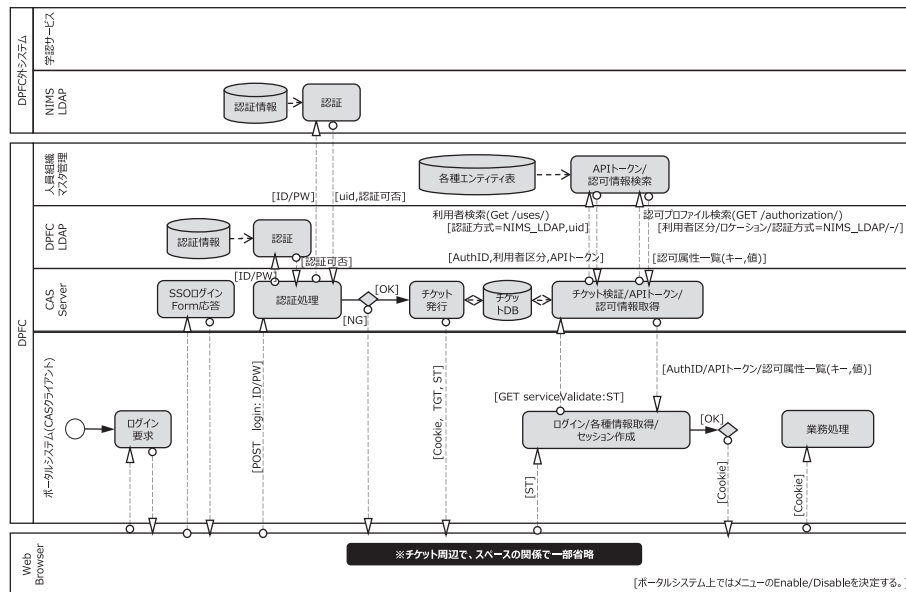 DPFC外システム
学認サービス
NIMS
LDAP
認証情報
認証
DPFC
人員組織
マスタ管理
各種エンティティ表
APIトークン/
認可情報検索
[ID/PW]
[uid,認証可否]
利用者検索(Get /uses/)
[認証方式=NIMS_LDAP,uid]
認可プロファイル検索(GET /authorization/)
[利用者区分/ロケーション/認証方式=NIMS_LDAP/-/]
DPFC
LDAP
認証情報
認証
[認証可否]
[ID/PW]
[AuthID,利用者区分,APIトークン]
[認可属性一覧(キー,値)]
CAS
Server
SSOログイン
Form応答
認証処理
[OK]
[NG]
チケット
発行
チケッ
トDB
チケット検証/APIトークン/
認可情報取得
ポータルシステム(CASクライアント)
ログイン
要求
[POST login: ID/PW]
[Cookie, TGT, ST]
[GET serviceValidate:ST]
[AuthID/APIトークン/認可属性一覧(キー,値)]
ログイン/各種情報取得/
セッション作成
[OK]
業務処理
[ST]
[Cookie]
[Cookie]
Web
Browser
※チケット周辺で、スペースの関係で一部省略
[ポータルシステム上ではメニューのEnable/Disableを決定する。]